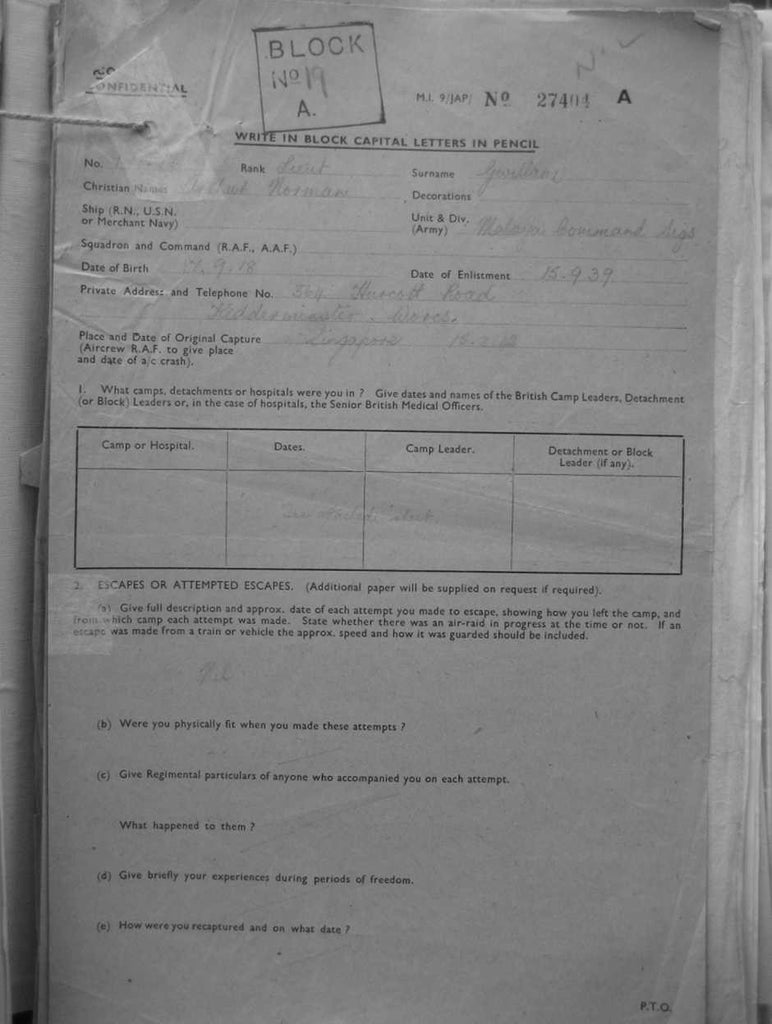 BLOCK
Nº 19
A.
CONFIDENTIAL
M.I. 9/JAP/ Nº 27404 A
WRITE IN BLOCK CAPITAL LETTERS IN PENCIL
No. Rank Lieut Surname
Christian Names Norman Decorations
Ship (R.N., U.S.N. or Merchant Navy)
Unit & Div. (Army) Malaya Command Sigs
Squadron and Command (R.A.F., A.A.F.)
Date of Birth 9.18 Date of Enlistment 15.9.39
Private Address and Telephone No. Hurcott Road
Kidderminster. Worcs.
Place and Date of Original Capture Singapore 15.2.42
(Aircrew R.A.F. to give place
and date of a/c crash).
1. What camps, detachments or hospitals were you in ? Give dates and names of the British Camp Leaders, Detachment
(or Block) Leaders or, in the case of hospitals, the Senior British Medical Officers.
Camp or Hospital. Dates. Camp Leader. Detachment or Block
Leader (if any).
see attached sheet.
2. ESCAPES OR ATTEMPTED ESCAPES. (Additional paper will be supplied on request if required).
(a) Give full description and approx. date of each attempt you made to escape, showing how you left the camp, and
from which camp each attempt was made. State whether there was an air-raid in progress at the time or not. If an
escape was made from a train or vehicle the approx. speed and how it was guarded should be included.
Nil
(b) Were you physically fit when you made these attempts ?
(c) Give Regimental particulars of anyone who accompanied you on each attempt.
What happened to them ?
(d) Give briefly your experiences during periods of freedom.
(e) How were you recaptured and on what date ?
P.T.O.